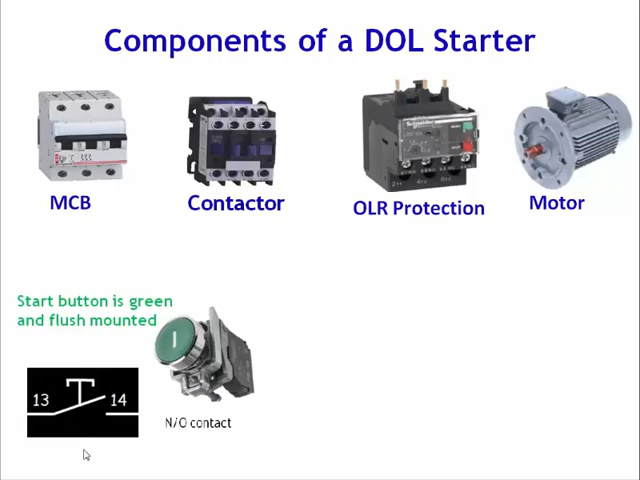 Components of a DOL Starter
Schneider
MCB
Contactor
OLR Protection
Motor
Start button is green
and flush mounted
I
13
14
N/O contact